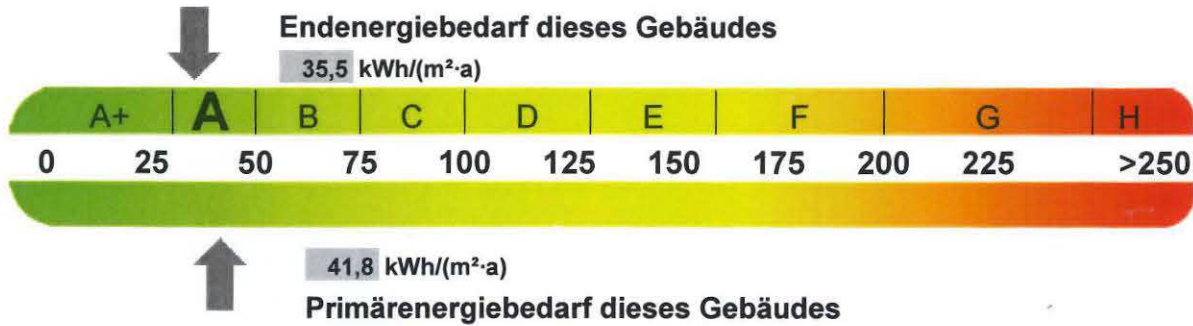 Endenergiebedarf dieses Gebäudes
35,5 kWh/(m²·a)
A+ A B C D E F G H
0 25 50 75 100 125 150 175 200 225 >250
41,8 kWh/(m²·a)
Primärenergiebedarf dieses Gebäudes